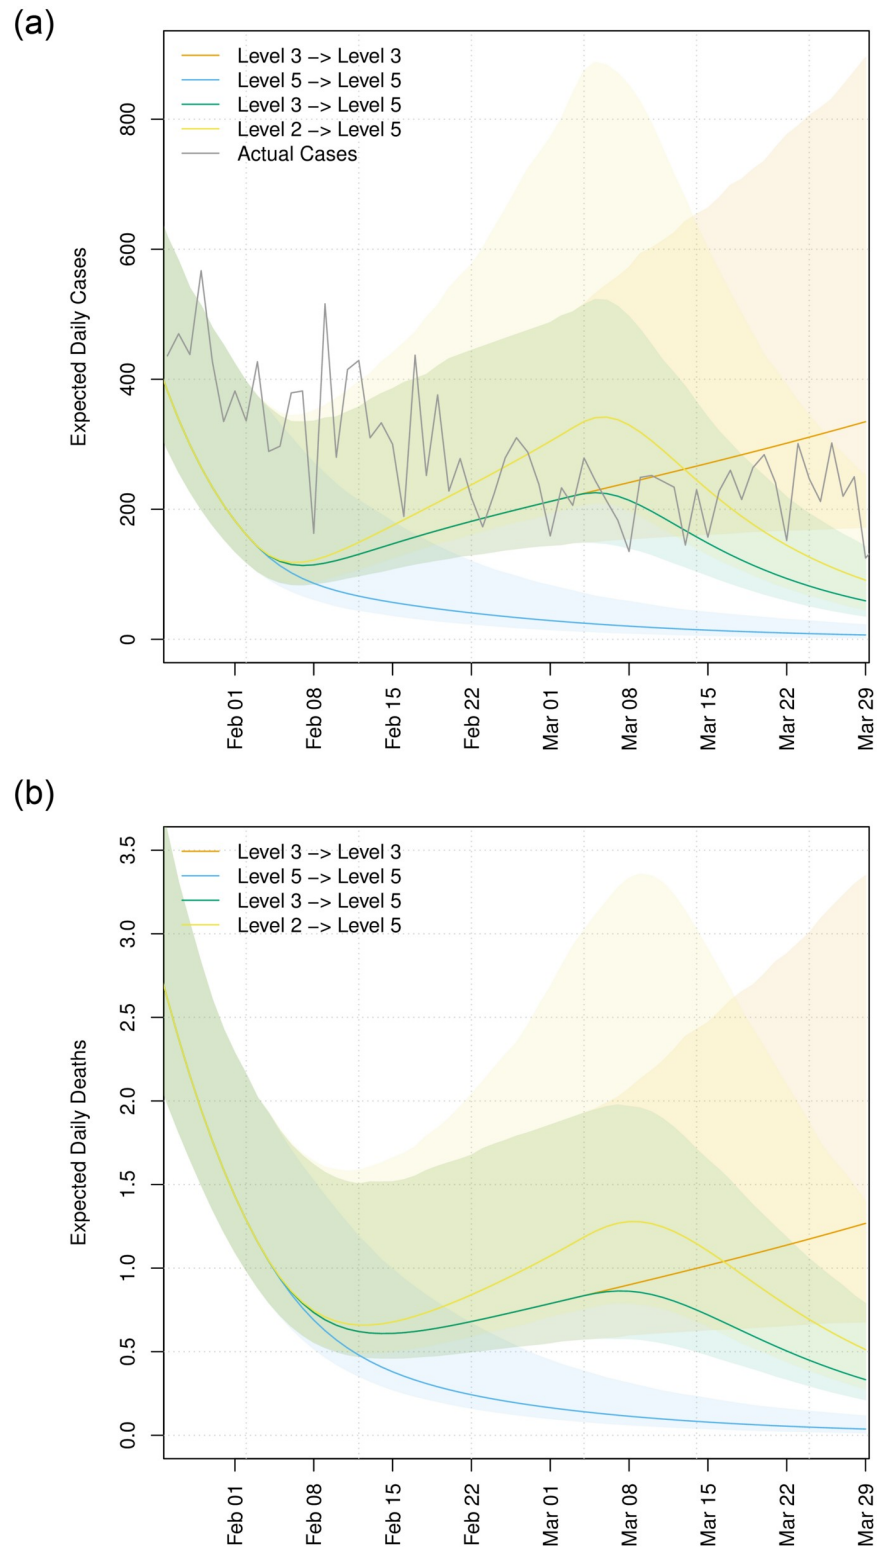 (a)
Level 3 −> Level 3
Level 5 −> Level 5
Level 3 −> Level 5
Level 2 −> Level 5
Actual Cases
Expected Daily Cases
800
600
400
200
0
Feb 01
Feb 08
Feb 15
Feb 22
Mar 01
Mar 08
Mar 15
Mar 22
Mar 29
(b)
Level 3 −> Level 3
Level 5 −> Level 5
Level 3 −> Level 5
Level 2 −> Level 5
Expected Daily Deaths
3.5
3.0
2.5
2.0
1.5
1.0
0.5
0.0
Feb 01
Feb 08
Feb 15
Feb 22
Mar 01
Mar 08
Mar 15
Mar 22
Mar 29